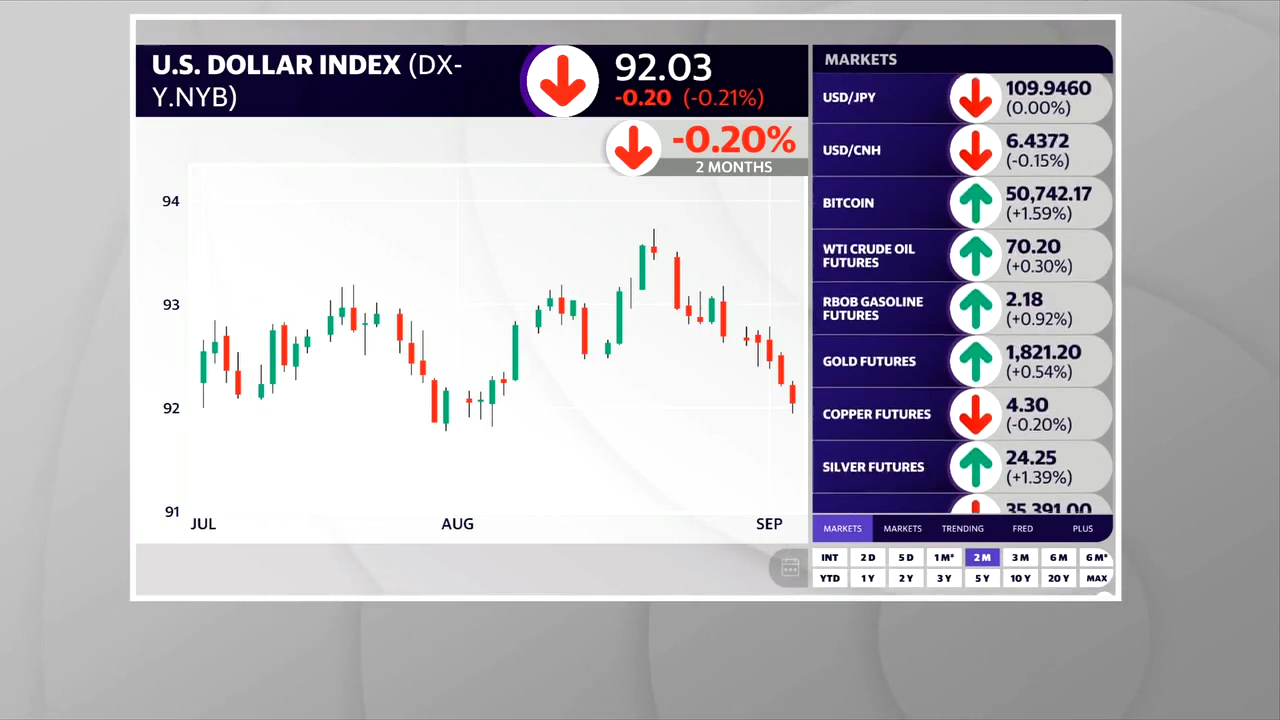 U.S. DOLLAR INDEX (DX-
Y.NYB)
92.03
-0.20 (-0.21%)
-0.20%
2 MONTHS
94
93
92
91
JUL AUG SEP
MARKETS
USD/JPY
109.9460
(0.00%)
USD/CNH
6.4372
(-0.15%)
BITCOIN
50,742.17
(+1.59%)
WTI CRUDE OIL
FUTURES
70.20
(+0.30%)
RBOB GASOLINE
FUTURES
2.18
(+0.92%)
GOLD FUTURES
1,821.20
(+0.54%)
COPPER FUTURES
4.30
(-0.20%)
SILVER FUTURES
24.25
(+1.39%)
35,391.00
MARKETS MARKETS TRENDING FRED PLUS
INT 2 D 5 D 1 M* 2 M 3 M 6 M 6 M*
YTD 1 Y 2 Y 3 Y 5 Y 10 Y 20 Y MAX